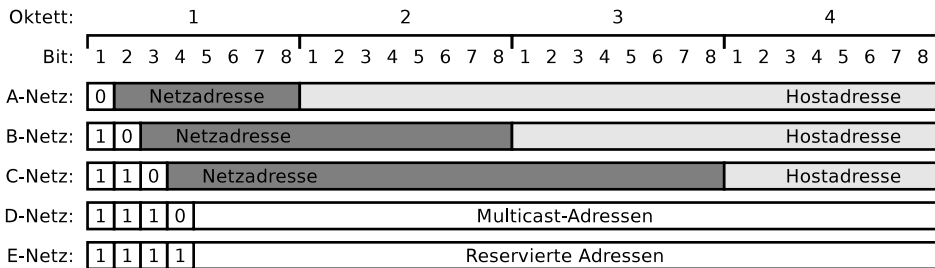 Oktett: 1 2 3 4
Bit: 1 2 3 4 5 6 7 8 1 2 3 4 5 6 7 8 1 2 3 4 5 6 7 8 1 2 3 4 5 6 7 8
A-Netz: 0 Netzadresse Hostadresse
B-Netz: 1 0 Netzadresse Hostadresse
C-Netz: 1 1 0 Netzadresse Hostadresse
D-Netz: 1 1 1 0 Multicast-Adressen
E-Netz: 1 1 1 1 Reservierte Adressen